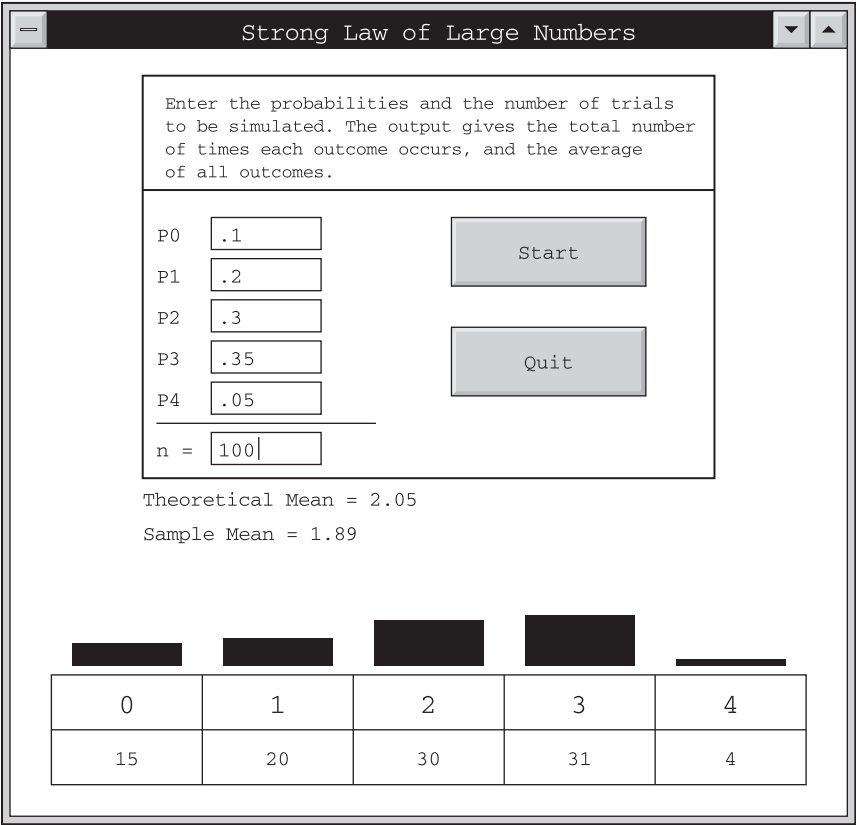 Strong Law of Large Numbers
Enter the probabilities and the number of trials
to be simulated. The output gives the total number
of times each outcome occurs, and the average
of all outcomes.
P0 .1
P1 .2
P2 .3
P3 .35
P4 .05
n = 100
Start
Quit
Theoretical Mean = 2.05
Sample Mean = 1.89
0 1 2 3 4
15 20 30 31 4